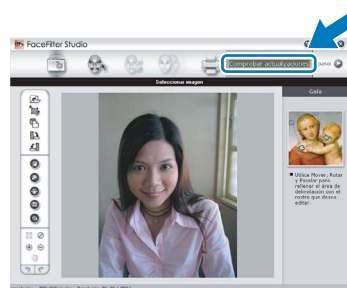 FaceFilter Studio
Comprobar actualizaciones
paso
Seleccionar imagen
Guía
Utilice Mover, Rotar
y Escalar para
rellenar el área de
delimitación con el
rostro que desea
editar.